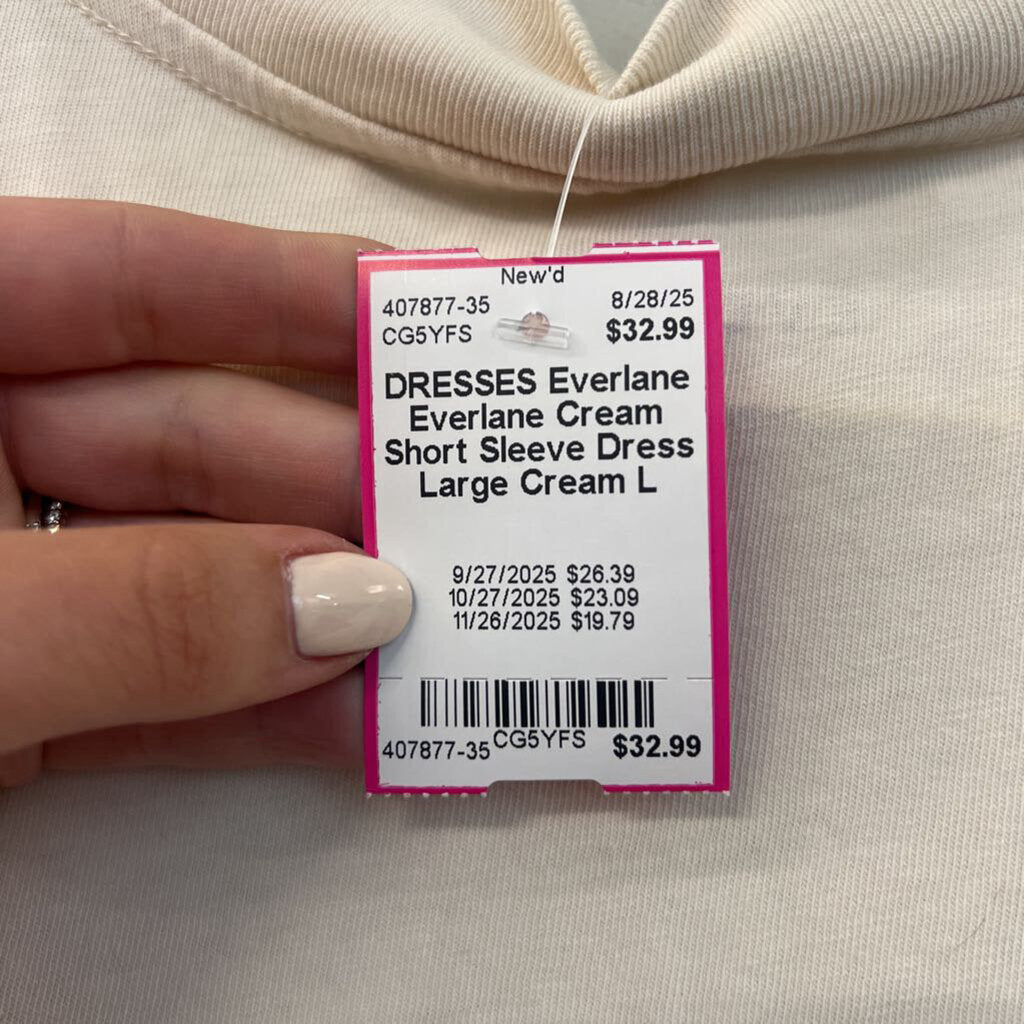 New'd
407877-35 8/28/25
CG5YFS $32.99
DRESSES Everlane
Everlane Cream
Short Sleeve Dress
Large Cream L
9/27/2025 $26.39
10/27/2025 $23.09
11/26/2025 $19.79
407877-35 CG5YFS $32.99